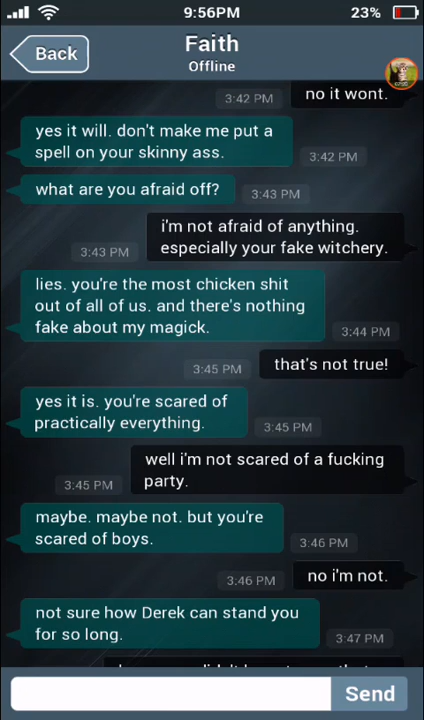 9:56PM
23%
Back
Faith
Offline
no it wont.
3:42 PM
yes it will. don't make me put a
spell on your skinny ass.
3:42 PM
what are you afraid off?
3:43 PM
i'm not afraid of anything.
especially your fake witchery.
3:43 PM
lies. you're the most chicken shit
out of all of us. and there's nothing
fake about my magick.
3:44 PM
that's not true!
3:45 PM
yes it is. you're scared of
practically everything.
3:45 PM
well i'm not scared of a fucking
party.
3:45 PM
maybe. maybe not. but you're
scared of boys.
3:46 PM
no i'm not.
3:46 PM
not sure how Derek can stand you
for so long.
3:47 PM
Send